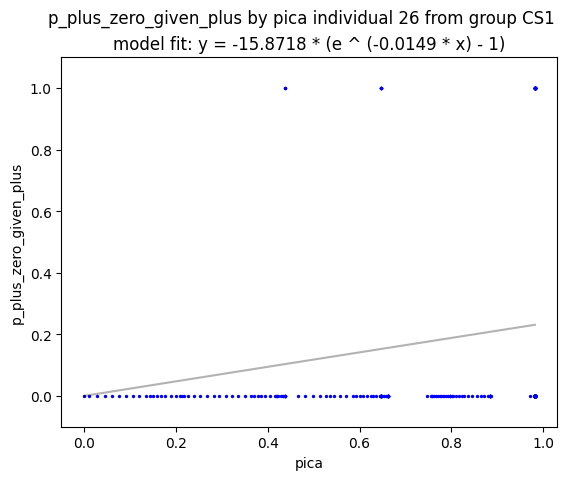 p_plus_zero_given_plus by pica individual 26 from group CS1
model fit: y = -15.8718 * (e ^ (-0.0149 * x) - 1)
1.0
0.8
0.6
0.4
0.2
0.0
p_plus_zero_given_plus
0.0 0.2 0.4 0.6 0.8 1.0
pica